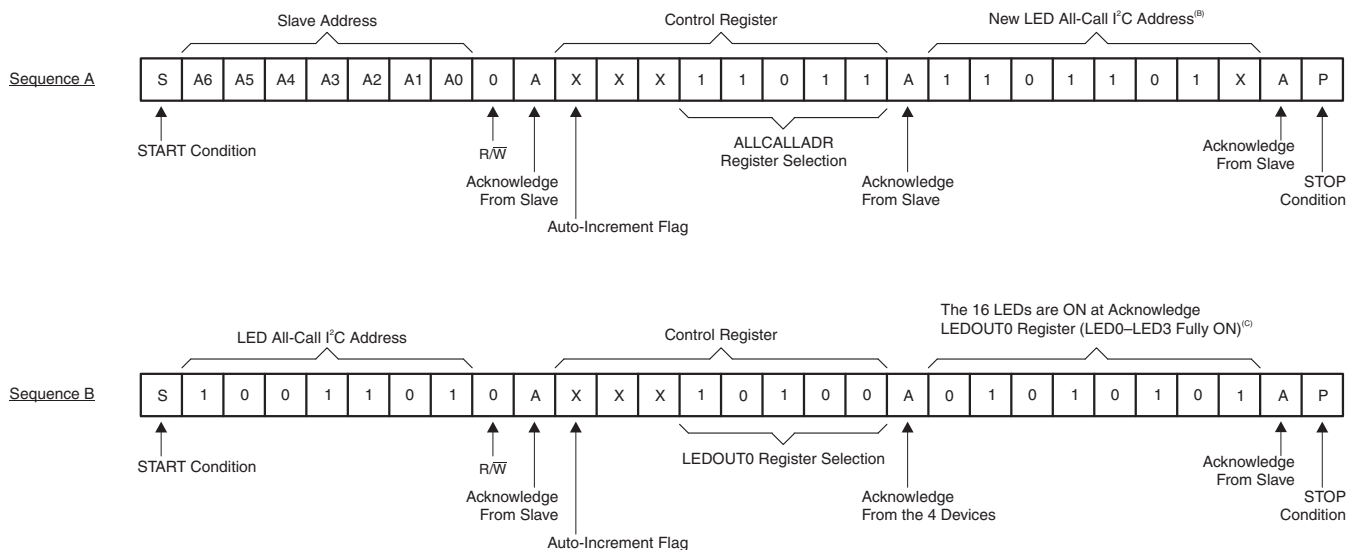 Slave Address
Control Register
New LED All-Call I²C Address(B)
Sequence A
S A6 A5 A4 A3 A2 A1 A0 0 A X X X 1 1 0 1 1 A 1 1 0 1 1 0 1 X A P
START Condition
R/W̅
Acknowledge
From Slave
Auto-Increment Flag
ALLCALLADR
Register Selection
Acknowledge
From Slave
Acknowledge
From Slave
STOP
Condition
LED All-Call I²C Address
Control Register
The 16 LEDs are ON at Acknowledge
LEDOUT0 Register (LED0–LED3 Fully ON)(C)
Sequence B
S 1 0 0 1 1 0 1 0 A X X X 1 0 1 0 0 A 0 1 0 1 0 1 0 1 A P
START Condition
R/W̅
Acknowledge
From Slave
Auto-Increment Flag
LEDOUT0 Register Selection
Acknowledge
From the 4 Devices
Acknowledge
From Slave
STOP
Condition